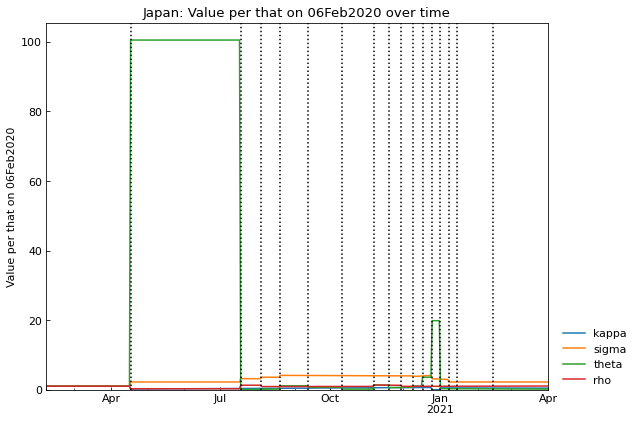 Japan: Value per that on 06Feb2020 over time
Value per that on 06Feb2020
100
80
60
40
20
0
Apr
Jul
Oct
Jan
2021
Apr
kappa
sigma
theta
rho